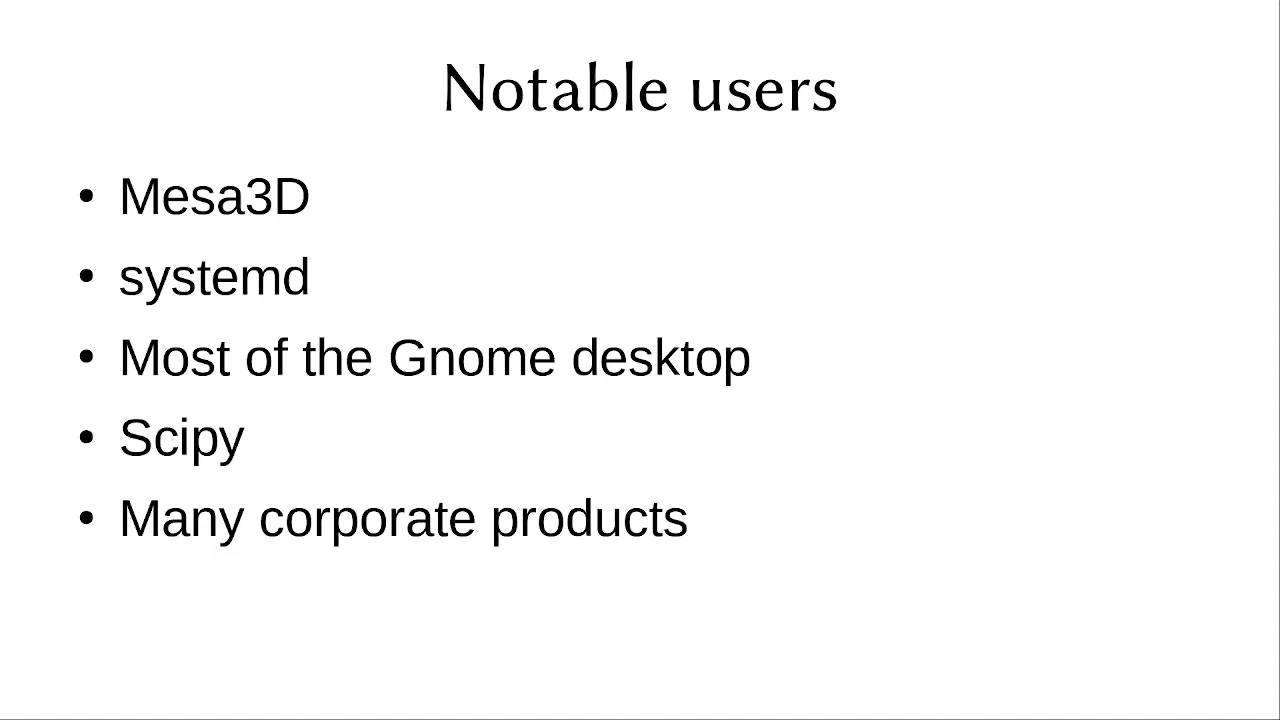 Notable users
• Mesa3D
• systemd
• Most of the Gnome desktop
• Scipy
• Many corporate products